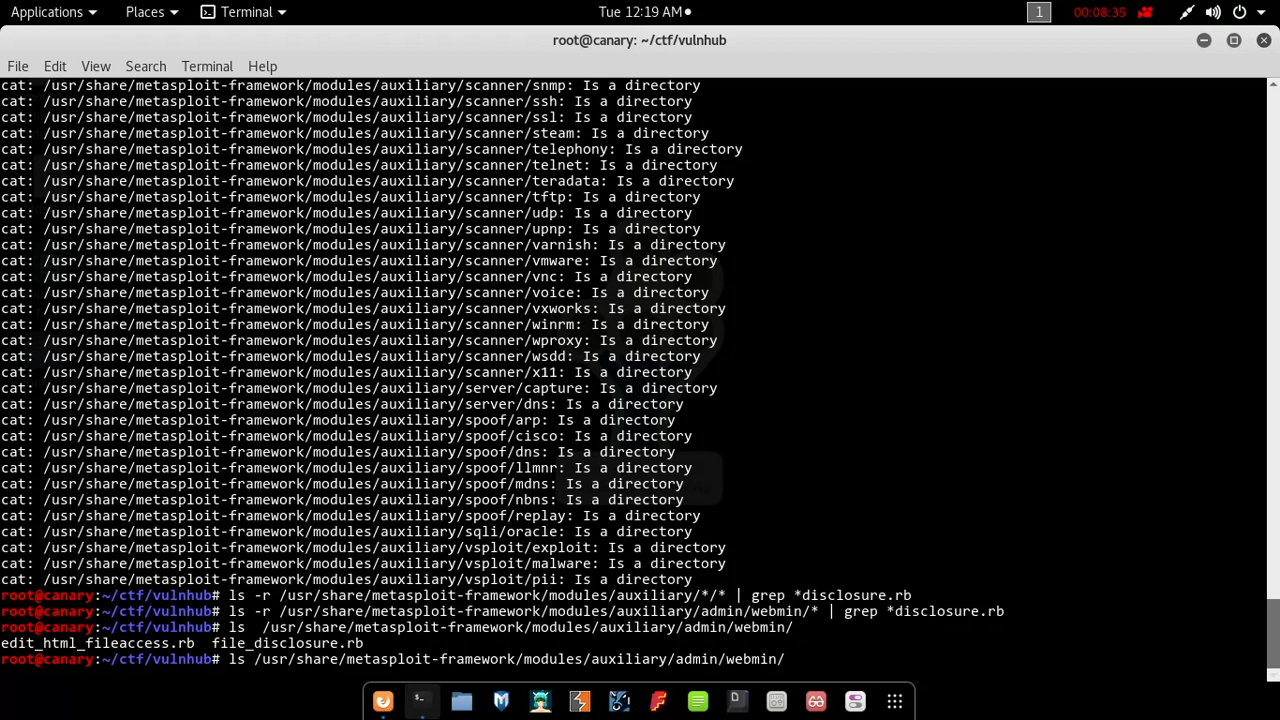 Applications Places Terminal Tue 12:19 AM 1 00:08:35
root@canary: ~/ctf/vulnhub
File Edit View Search Terminal Help
cat: /usr/share/metasploit-framework/modules/auxiliary/scanner/snmp: Is a directory
cat: /usr/share/metasploit-framework/modules/auxiliary/scanner/ssh: Is a directory
cat: /usr/share/metasploit-framework/modules/auxiliary/scanner/ssl: Is a directory
cat: /usr/share/metasploit-framework/modules/auxiliary/scanner/steam: Is a directory
cat: /usr/share/metasploit-framework/modules/auxiliary/scanner/telephony: Is a directory
cat: /usr/share/metasploit-framework/modules/auxiliary/scanner/telnet: Is a directory
cat: /usr/share/metasploit-framework/modules/auxiliary/scanner/teradata: Is a directory
cat: /usr/share/metasploit-framework/modules/auxiliary/scanner/tftp: Is a directory
cat: /usr/share/metasploit-framework/modules/auxiliary/scanner/udp: Is a directory
cat: /usr/share/metasploit-framework/modules/auxiliary/scanner/upnp: Is a directory
cat: /usr/share/metasploit-framework/modules/auxiliary/scanner/varnish: Is a directory
cat: /usr/share/metasploit-framework/modules/auxiliary/scanner/vmware: Is a directory
cat: /usr/share/metasploit-framework/modules/auxiliary/scanner/vnc: Is a directory
cat: /usr/share/metasploit-framework/modules/auxiliary/scanner/voice: Is a directory
cat: /usr/share/metasploit-framework/modules/auxiliary/scanner/vxworks: Is a directory
cat: /usr/share/metasploit-framework/modules/auxiliary/scanner/winrm: Is a directory
cat: /usr/share/metasploit-framework/modules/auxiliary/scanner/wproxy: Is a directory
cat: /usr/share/metasploit-framework/modules/auxiliary/scanner/wsdd: Is a directory
cat: /usr/share/metasploit-framework/modules/auxiliary/scanner/x11: Is a directory
cat: /usr/share/metasploit-framework/modules/auxiliary/server/capture: Is a directory
cat: /usr/share/metasploit-framework/modules/auxiliary/server/dns: Is a directory
cat: /usr/share/metasploit-framework/modules/auxiliary/spoof/arp: Is a directory
cat: /usr/share/metasploit-framework/modules/auxiliary/spoof/cisco: Is a directory
cat: /usr/share/metasploit-framework/modules/auxiliary/spoof/dns: Is a directory
cat: /usr/share/metasploit-framework/modules/auxiliary/spoof/llmnr: Is a directory
cat: /usr/share/metasploit-framework/modules/auxiliary/spoof/mdns: Is a directory
cat: /usr/share/metasploit-framework/modules/auxiliary/spoof/nbns: Is a directory
cat: /usr/share/metasploit-framework/modules/auxiliary/spoof/replay: Is a directory
cat: /usr/share/metasploit-framework/modules/auxiliary/sqli/oracle: Is a directory
cat: /usr/share/metasploit-framework/modules/auxiliary/vsploit/exploit: Is a directory
cat: /usr/share/metasploit-framework/modules/auxiliary/vsploit/malware: Is a directory
cat: /usr/share/metasploit-framework/modules/auxiliary/vsploit/pii: Is a directory
root@canary:~/ctf/vulnhub# ls -r /usr/share/metasploit-framework/modules/auxiliary/*/* | grep *disclosure.rb
root@canary:~/ctf/vulnhub# ls -r /usr/share/metasploit-framework/modules/auxiliary/admin/webmin/* | grep *disclosure.rb
root@canary:~/ctf/vulnhub# ls  /usr/share/metasploit-framework/modules/auxiliary/admin/webmin/
edit_html_fileaccess.rb  file_disclosure.rb
root@canary:~/ctf/vulnhub# ls /usr/share/metasploit-framework/modules/auxiliary/admin/webmin/